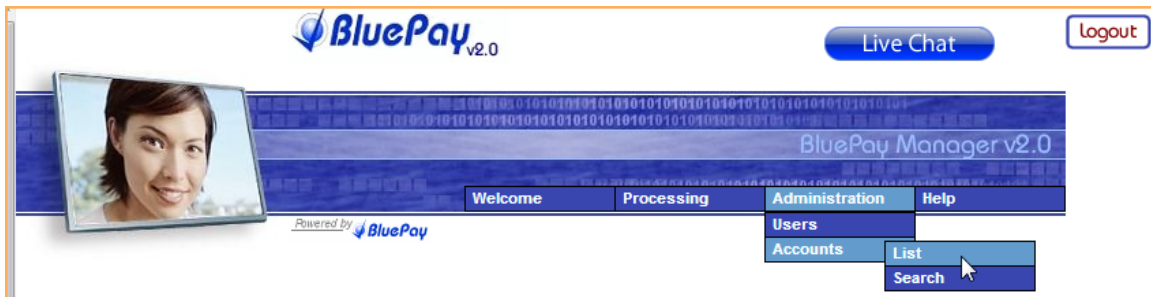 BluePay v2.0
Live Chat
Logout
BluePay Manager v2.0
Welcome Processing Administration Help
Powered by BluePay
Users
Accounts
List
Search